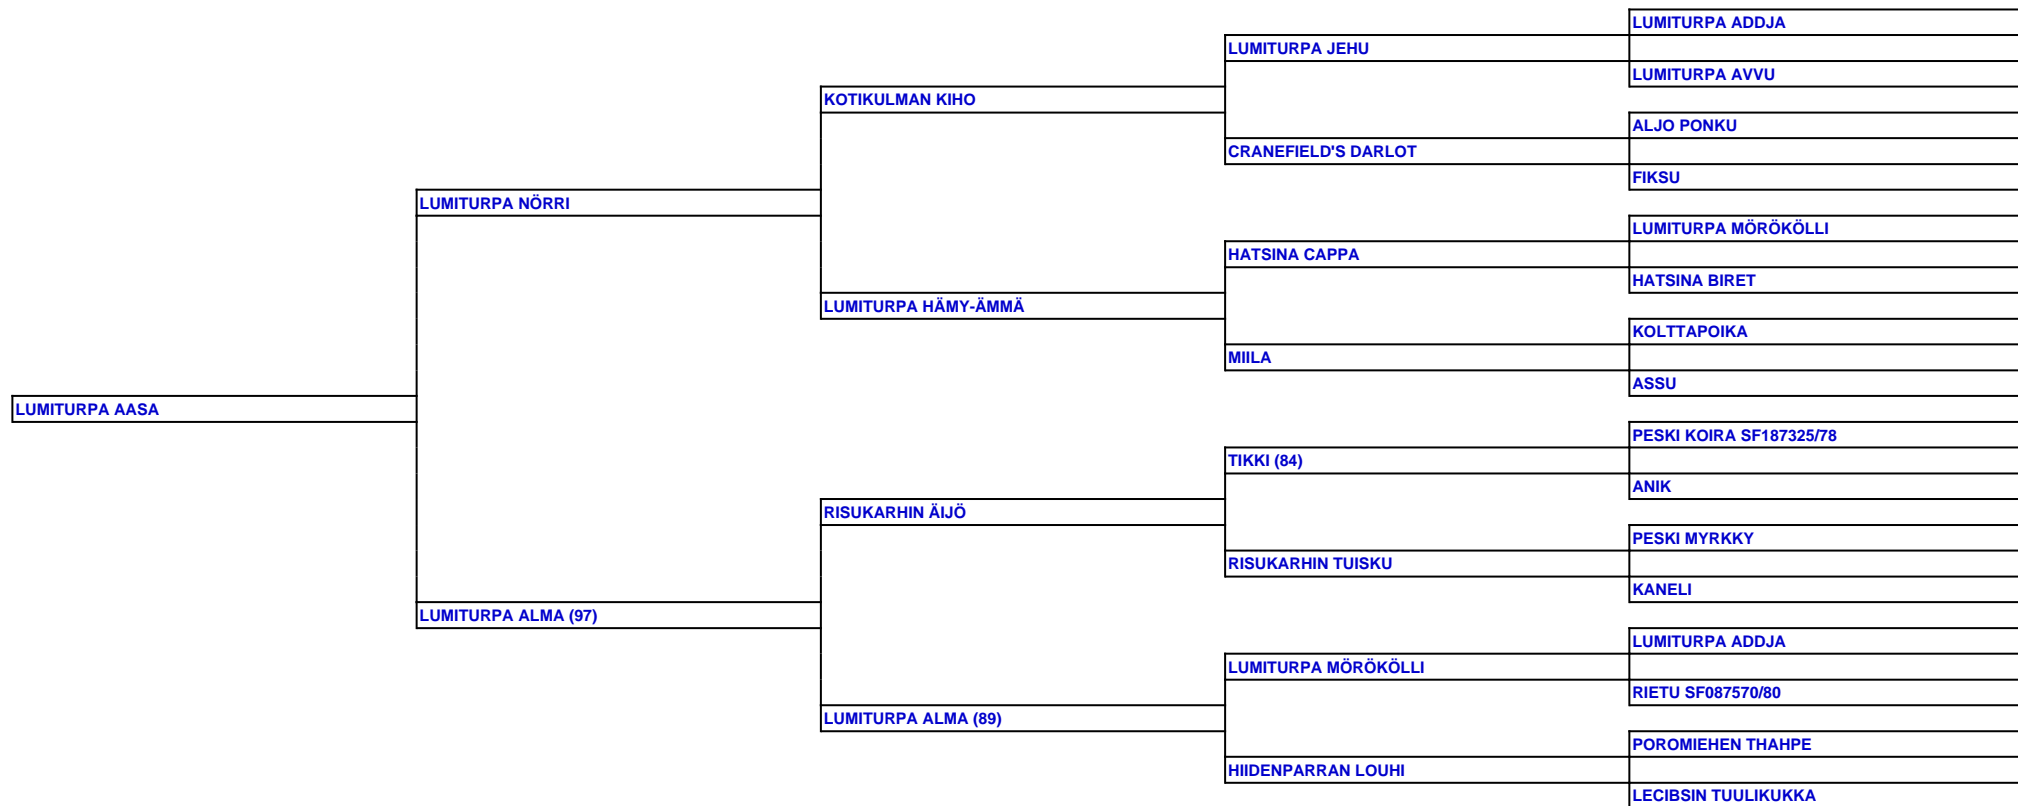 LUMITURPA ADDJA
LUMITURPA JEHU
LUMITURPA AVVU
KOTIKULMAN KIHO
ALJO PONKU
CRANEFIELD'S DARLOT
FIKSU
LUMITURPA NÖRRI
LUMITURPA MÖRÖKÖLLI
HATSINA CAPPA
HATSINA BIRET
LUMITURPA HÄMY-ÄMMÄ
KOLTTAPOIKA
MIILA
ASSU
LUMITURPA AASA
PESKI KOIRA SF187325/78
TIKKI (84)
ANIK
RISUKARHIN ÄIJÖ
PESKI MYRKKY
RISUKARHIN TUISKU
KANELI
LUMITURPA ALMA (97)
LUMITURPA ADDJA
LUMITURPA MÖRÖKÖLLI
RIETU SF087570/80
LUMITURPA ALMA (89)
POROMIEHEN THAHPE
HIIDENPARRAN LOUHI
LECIBSIN TUULIKUKKA